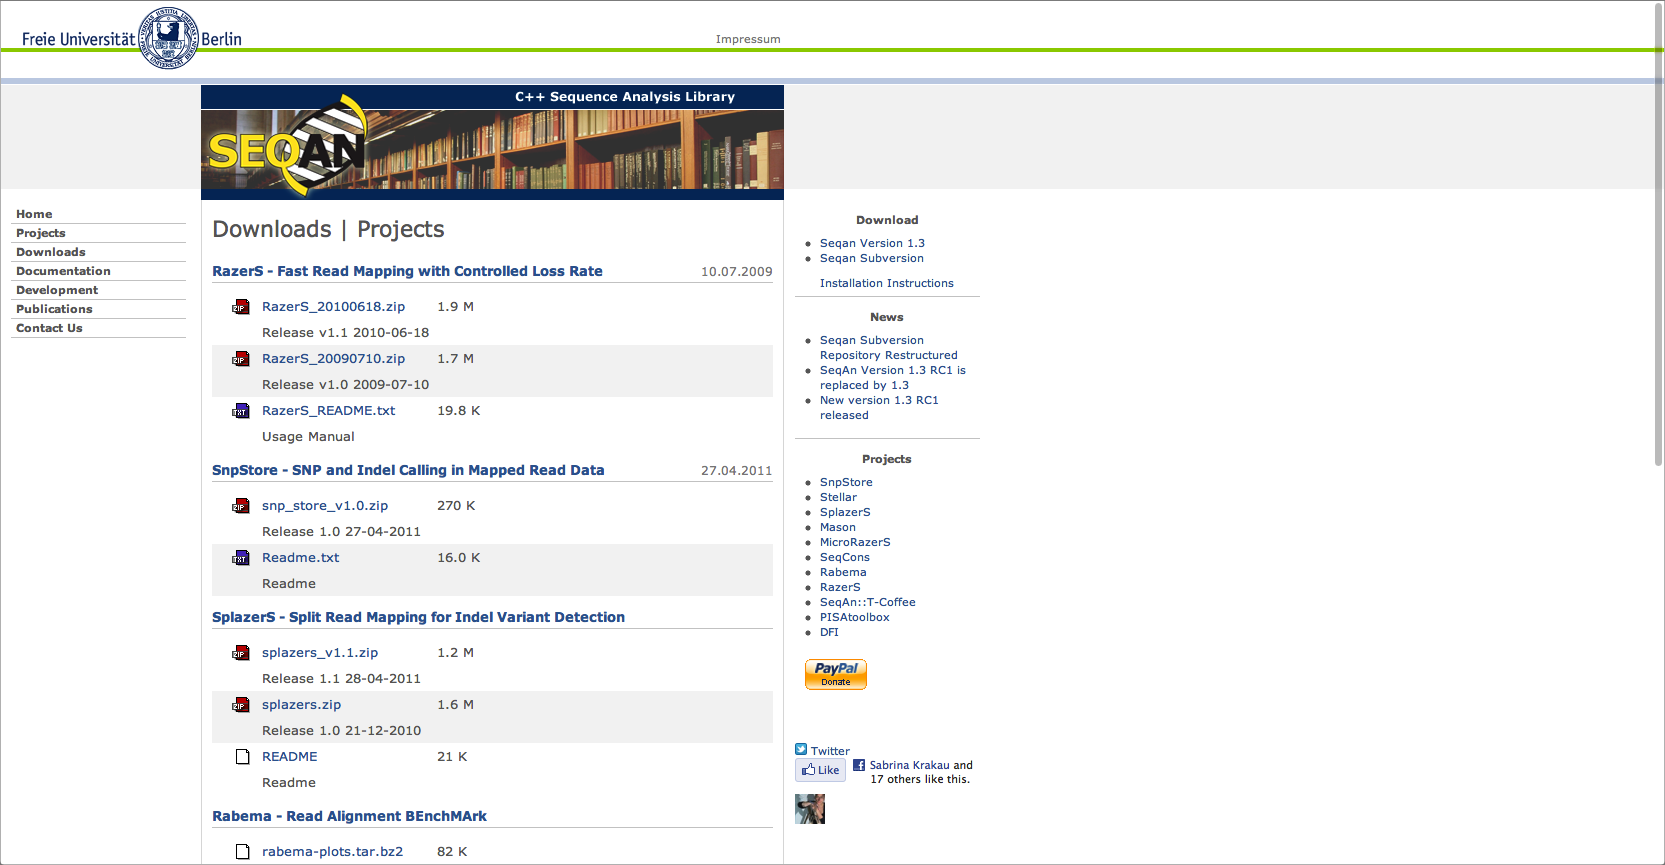 Freie Universität Berlin
Impressum
C++ Sequence Analysis Library
SEQAN
Home
Projects
Downloads
Documentation
Development
Publications
Contact Us
Downloads | Projects
RazerS - Fast Read Mapping with Controlled Loss Rate 10.07.2009
ZIP RazerS_20100618.zip 1.9 M
Release v1.1 2010-06-18
ZIP RazerS_20090710.zip 1.7 M
Release v1.0 2009-07-10
TXT RazerS_README.txt 19.8 K
Usage Manual
SnpStore - SNP and Indel Calling in Mapped Read Data 27.04.2011
ZIP snp_store_v1.0.zip 270 K
Release 1.0 27-04-2011
TXT Readme.txt 16.0 K
Readme
SplazerS - Split Read Mapping for Indel Variant Detection
ZIP splazers_v1.1.zip 1.2 M
Release 1.1 28-04-2011
ZIP splazers.zip 1.6 M
Release 1.0 21-12-2010
README 21 K
Readme
Rabema - Read Alignment BEnchMArk
rabema-plots.tar.bz2 82 K
Download
Seqan Version 1.3
Seqan Subversion
Installation Instructions
News
Seqan Subversion
Repository Restructured
SeqAn Version 1.3 RC1 is
replaced by 1.3
New version 1.3 RC1
released
Projects
SnpStore
Stellar
SplazerS
Mason
MicroRazerS
SeqCons
Rabema
RazerS
SeqAn::T-Coffee
PISAtoolbox
DFI
PayPal
Donate
Twitter
Like Sabrina Krakau and
17 others like this.